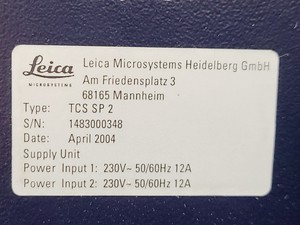 Leica
MICROSYSTEMS
Leica Microsystems Heidelberg GmbH
Am Friedensplatz 3
68165 Mannheim
Type: TCS SP 2
S/N: 1483000348
Date: April 2004
Supply Unit
Power Input 1: 230V~ 50/60Hz 12A
Power Input 2: 230V~ 50/60Hz 12A